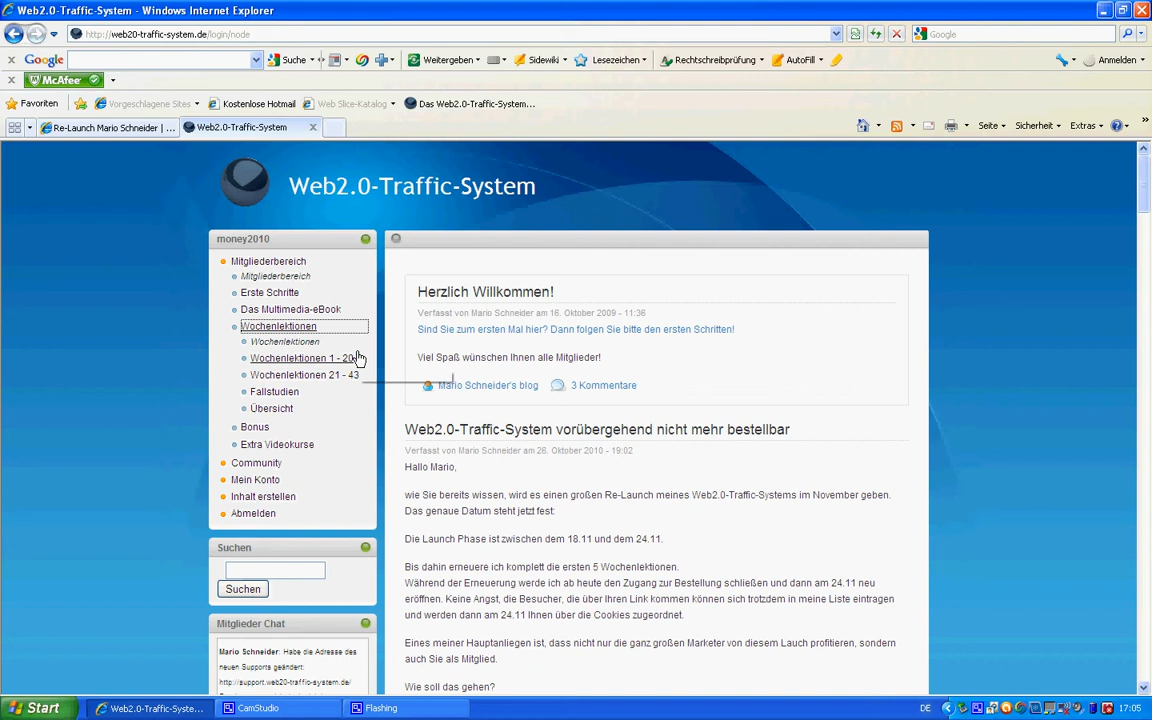 Web2.0-Traffic-System - Windows Internet Explorer
http://web20-traffic-system.de/login/node
Google
Google
Suche
Weitergeben
Sidewiki
Lesezeichen
Rechtschreibprüfung
AutoFill
Anmelden
McAfee
Favoriten
Vorgeschlagene Sites
Kostenlose Hotmail
Web Slice-Katalog
Das Web2.0-Traffic-System...
Re-Launch Mario Schneider | ...
Web2.0-Traffic-System
Seite
Sicherheit
Extras
Web2.0-Traffic-System
money2010
Mitgliederbereich
Mitgliederbereich
Erste Schritte
Das Multimedia-eBook
Wochenlektionen
Wochenlektionen
Wochenlektionen 1 - 20
Wochenlektionen 21 - 43
Fallstudien
Übersicht
Bonus
Extra Videokurse
Community
Mein Konto
Inhalt erstellen
Abmelden
Suchen
Suchen
Mitglieder Chat
Mario Schneider: Habe die Adresse des
neuen Supports geändert:
http://support.web20-traffic-system.de/
Herzlich Willkommen!
Verfasst von Mario Schneider am 16. Oktober 2009 - 11:36
Sind Sie zum ersten Mal hier? Dann folgen Sie bitte den ersten Schritten!
Viel Spaß wünschen Ihnen alle Mitglieder!
Mario Schneider's blog
3 Kommentare
Web2.0-Traffic-System vorübergehend nicht mehr bestellbar
Verfasst von Mario Schneider am 26. Oktober 2010 - 19:02
Hallo Mario,
wie Sie bereits wissen, wird es einen großen Re-Launch meines Web2.0-Traffic-Systems im November geben.
Das genaue Datum steht jetzt fest:
Die Launch Phase ist zwischen dem 18.11 und dem 24.11.
Bis dahin erneuere ich komplett die ersten 5 Wochenlektionen.
Während der Erneuerung werde ich ab heute den Zugang zur Bestellung schließen und dann am 24.11 neu
eröffnen. Keine Angst, die Besucher, die über Ihren Link kommen können sich trotzdem in meine Liste eintragen
und werden dann am 24.11 Ihnen über die Cookies zugeordnet.
Eines meiner Hauptanliegen ist, dass nicht nur die ganz großen Marketer von diesem Lauch profitieren, sondern
auch Sie als Mitglied.
Wie soll das gehen?
Start
Web2.0-Traffic-Syste...
CamStudio
Flashing
DE
17:05